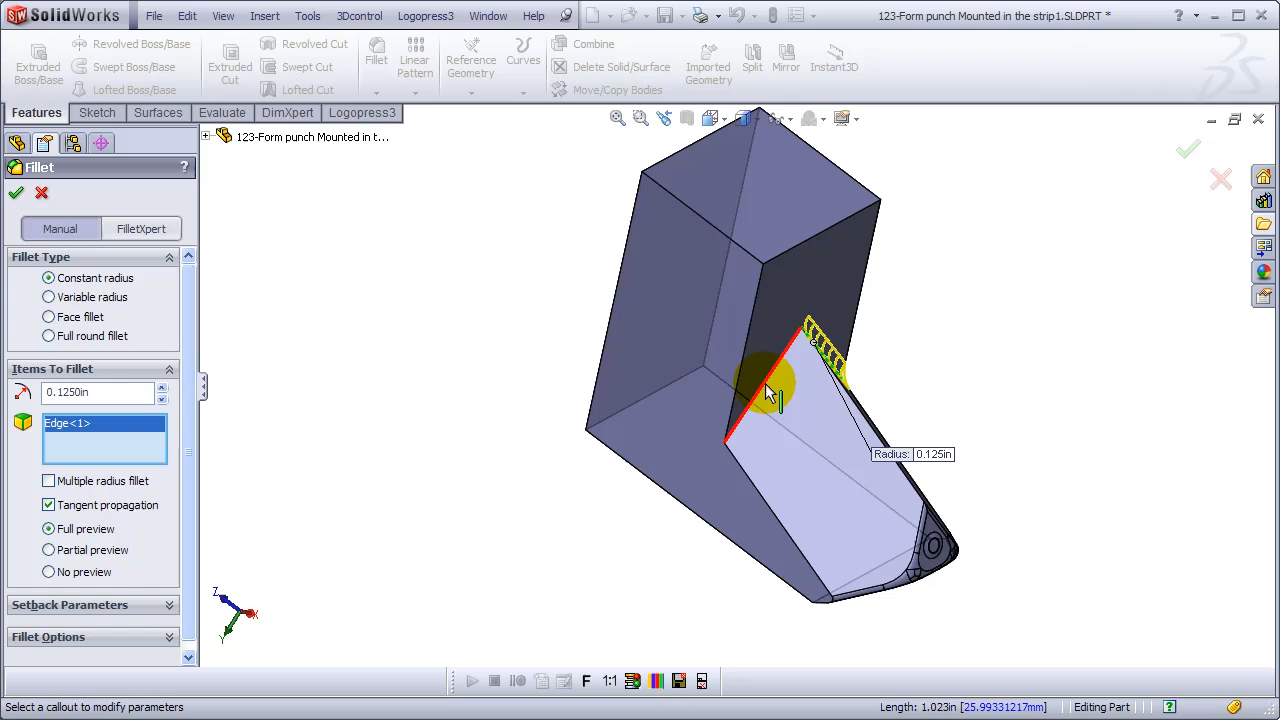 SolidWorks File Edit View Insert Tools 3Dcontrol Logopress3 Window Help 123-Form punch Mounted in the strip1.SLDPRT * ?
Extruded Boss/Base
Revolved Boss/Base
Swept Boss/Base
Lofted Boss/Base
Extruded Cut
Revolved Cut
Swept Cut
Lofted Cut
Fillet
Linear Pattern
Reference Geometry
Curves
Combine
Delete Solid/Surface
Move/Copy Bodies
Imported Geometry
Split
Mirror
Instant3D
Features Sketch Surfaces Evaluate DimXpert Logopress3
123-Form punch Mounted in t...
Fillet ?
Manual FilletXpert
Fillet Type
Constant radius
Variable radius
Face fillet
Full round fillet
Items To Fillet
0.1250in
Edge<1>
Multiple radius fillet
Tangent propagation
Full preview
Partial preview
No preview
Setback Parameters
Fillet Options
Radius: 0.125in
Z
X
Y
F 1:1
Select a callout to modify parameters Length: 1.023in [25.99331217mm] Editing Part ?